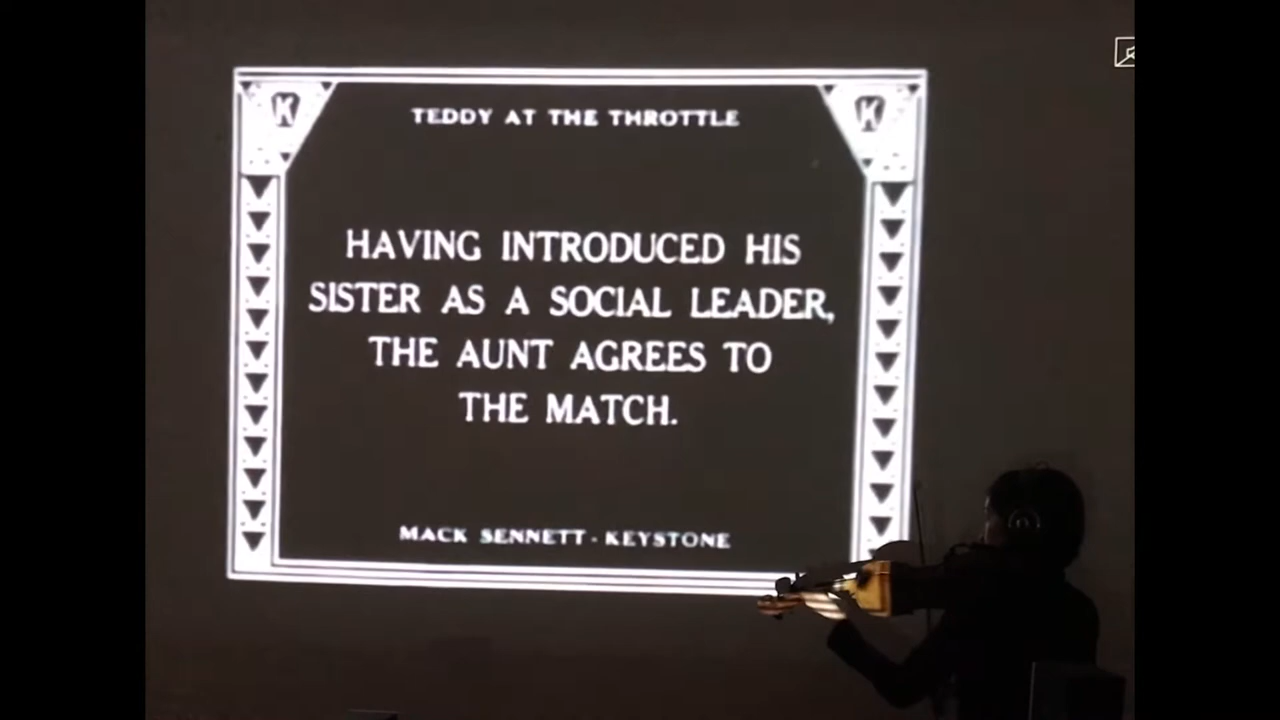 K K
TEDDY AT THE THROTTLE
HAVING INTRODUCED HIS
SISTER AS A SOCIAL LEADER,
THE AUNT AGREES TO
THE MATCH.
MACK SENNETT - KEYSTONE